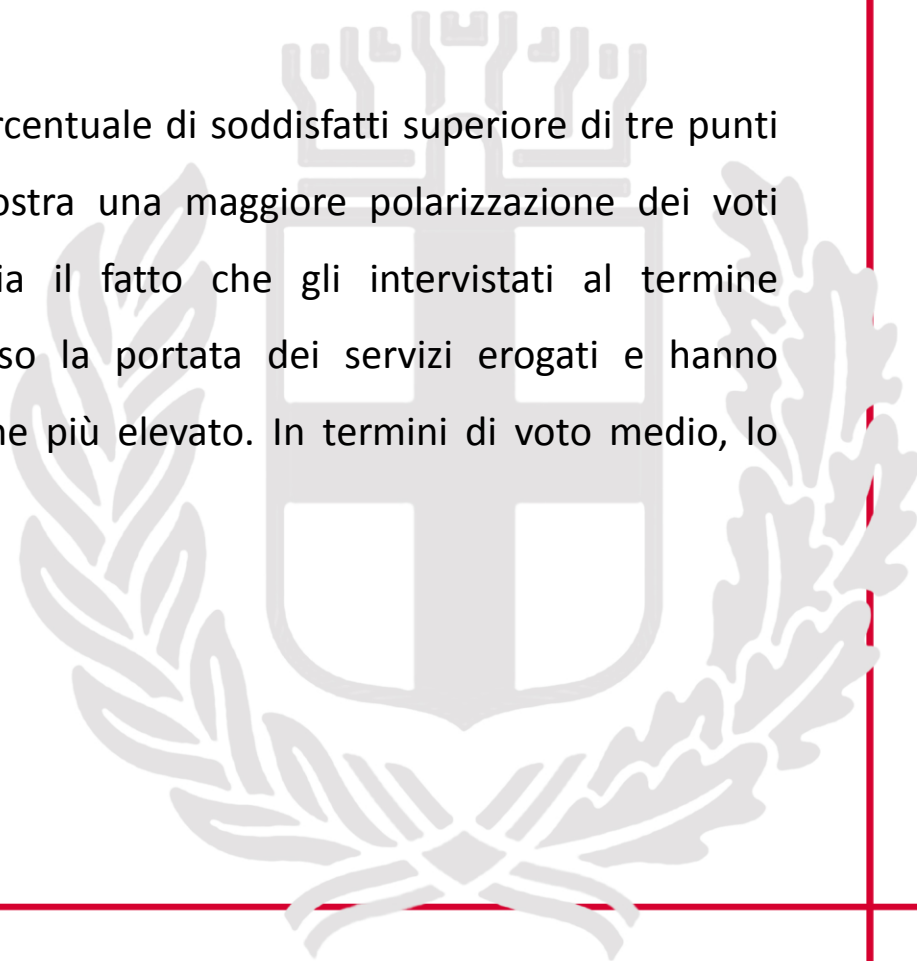 rcentuale di soddisfatti superiore di tre punti
ostra una maggiore polarizzazione dei voti
ia il fatto che gli intervistati al termine
so la portata dei servizi erogati e hanno
ne più elevato. In termini di voto medio, lo